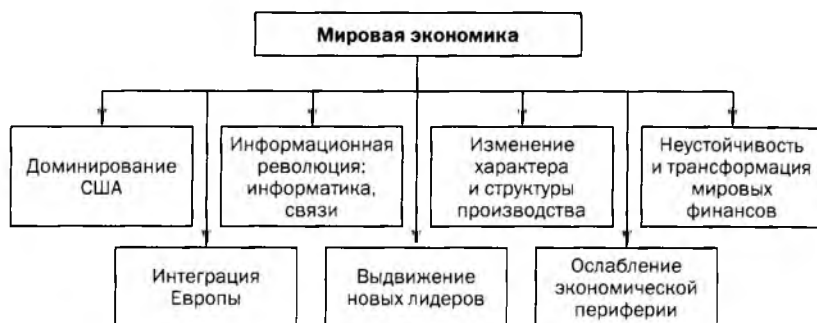 Мировая экономика
Доминирование
США
Информационная
революция:
информатика,
связи
Изменение
характера
и структуры
производства
Неустойчивость
и трансформация
мировых
финансов
Интеграция
Европы
Выдвижение
новых лидеров
Ослабление
экономической
периферии